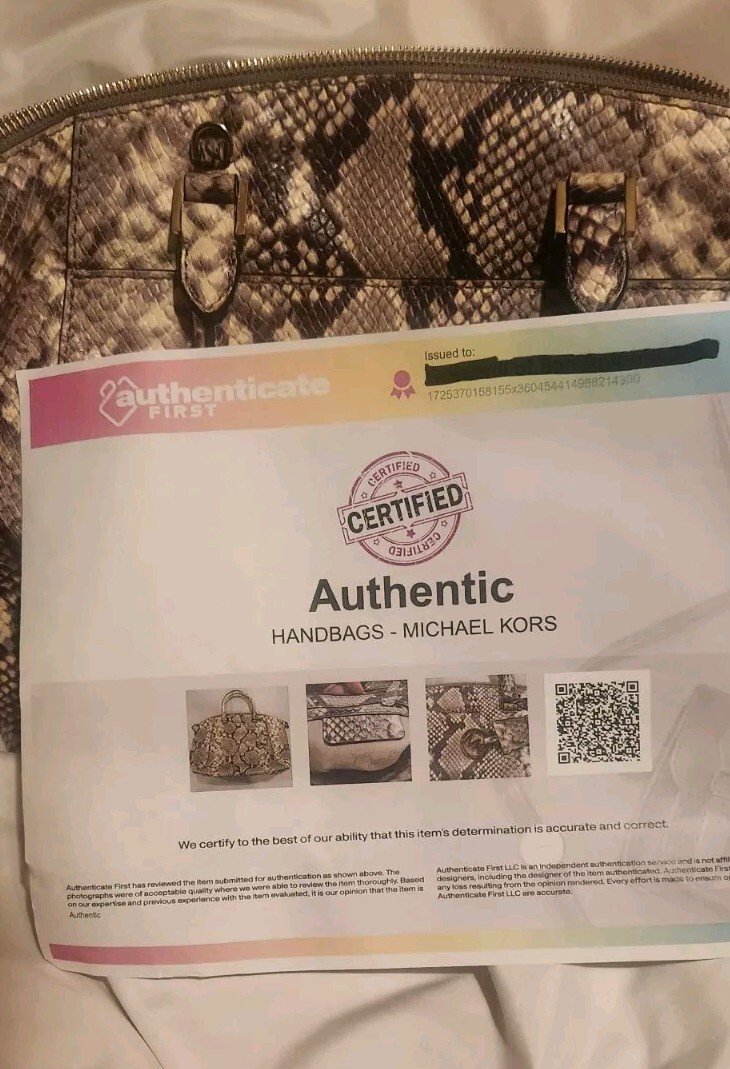 authenticate
FIRST
Issued to:
CERTIFIED
CERTIFIED
CERTIFIED
Authentic
HANDBAGS - MICHAEL KORS
We certify to the best of our ability that this item's determination is accurate and correct.
Authenticate First has reviewed the item submitted for authentication as shown above. The
photographs were of acceptable quality where we were able to review the item thoroughly. Based
on our expertise and previous experience with the item evaluated, it is our opinion that the item is
Authentic
Authenticate First LLC is an independent authentication service and is not
designers, including the designer of the item authenticated. Authenticate First
any loss resulting from the opinion rendered. Every effort is made to ensure
Authenticate First LLC are accurate.